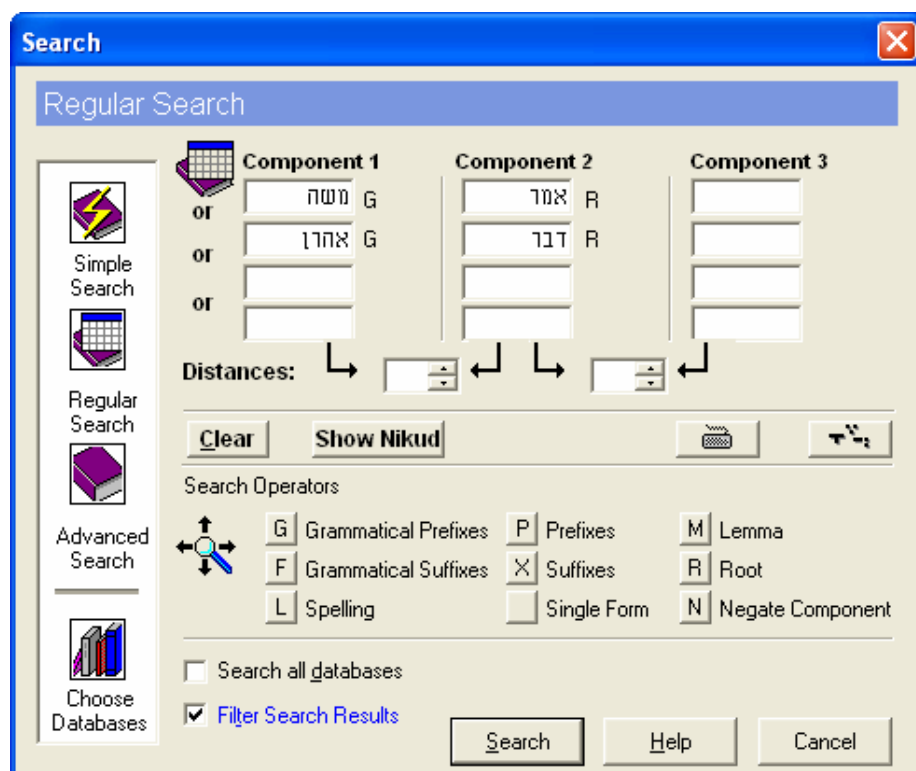 Search
Regular Search
Component 1 Component 2 Component 3
משה G אמר R
or
אהרן G דבר R
or
or
Distances:
Simple
Search
Regular
Search
Advanced
Search
Choose
Databases
Clear Show Nikud
Search Operators
G Grammatical Prefixes P Prefixes M Lemma
F Grammatical Suffixes X Suffixes R Root
L Spelling Single Form N Negate Component
Search all databases
Filter Search Results
Search Help Cancel